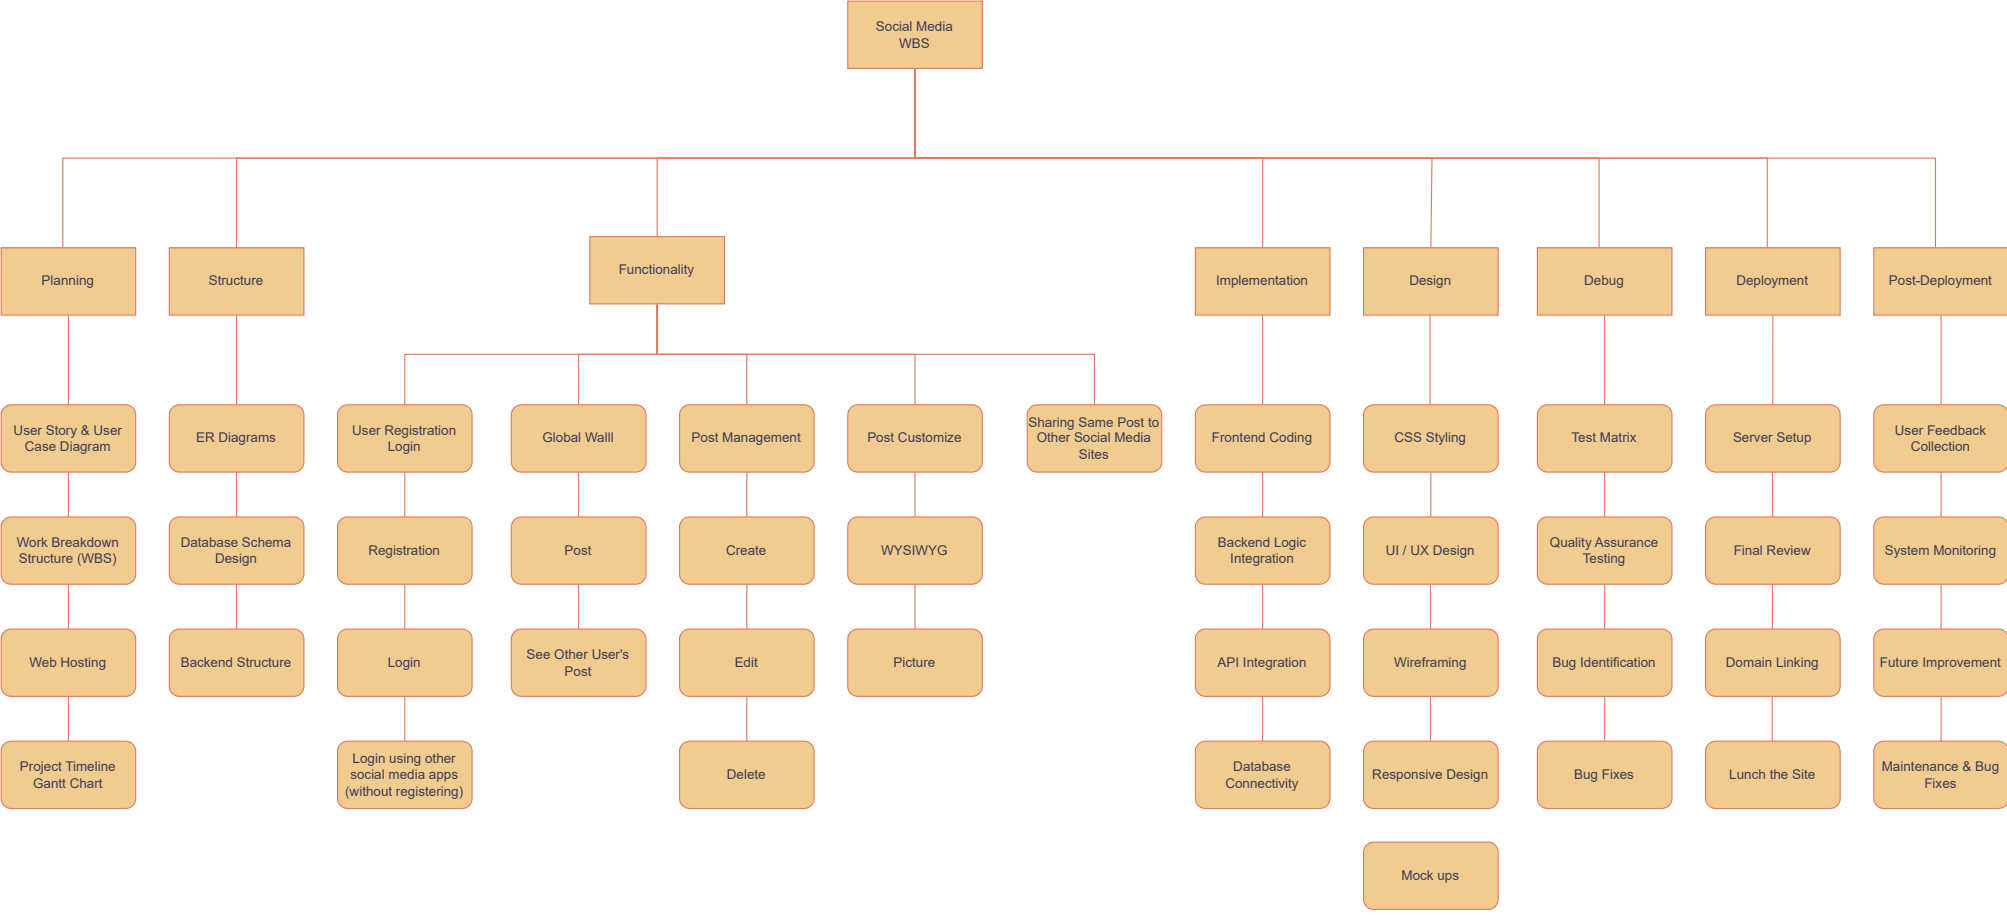 Social Media
WBS
Planning
Structure
Functionality
Implementation
Design
Debug
Deployment
Post-Deployment
User Story & User
Case Diagram
ER Diagrams
User Registration
Login
Global Walll
Post Management
Post Customize
Sharing Same Post to
Other Social Media
Sites
Frontend Coding
CSS Styling
Test Matrix
Server Setup
User Feedback
Collection
Work Breakdown
Structure (WBS)
Database Schema
Design
Registration
Post
Create
WYSIWYG
Backend Logic
Integration
UI / UX Design
Quality Assurance
Testing
Final Review
System Monitoring
Web Hosting
Backend Structure
Login
See Other User's
Post
Edit
Picture
API Integration
Wireframing
Bug Identification
Domain Linking
Future Improvement
Project Timeline
Gantt Chart
Login using other
social media apps
(without registering)
Delete
Database
Connectivity
Responsive Design
Bug Fixes
Lunch the Site
Maintenance & Bug
Fixes
Mock ups